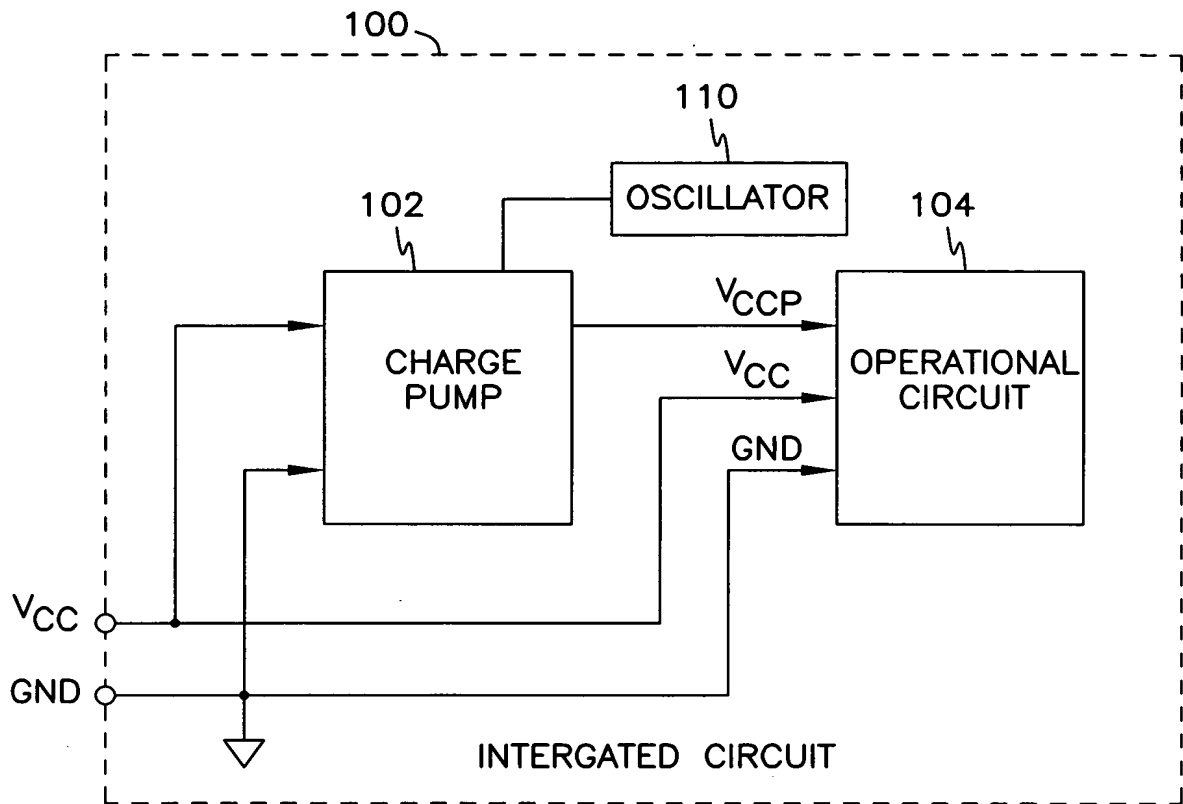 100
110
OSCILLATOR
102
104
CHARGE
PUMP
VCCP
VCC
GND
OPERATIONAL
CIRCUIT
VCC
GND
INTERGATED CIRCUIT